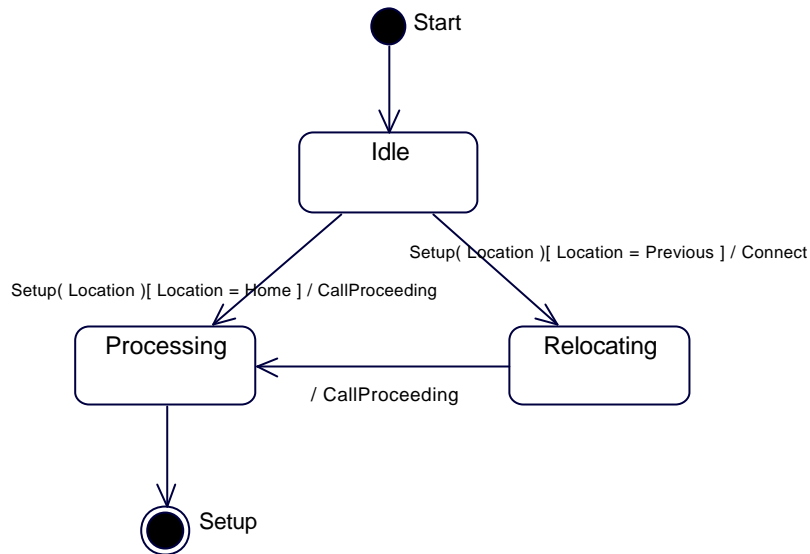 Start
Idle
Setup( Location )[ Location = Previous ] / Connect
Setup( Location )[ Location = Home ] / CallProceeding
Processing
Relocating
/ CallProceeding
Setup